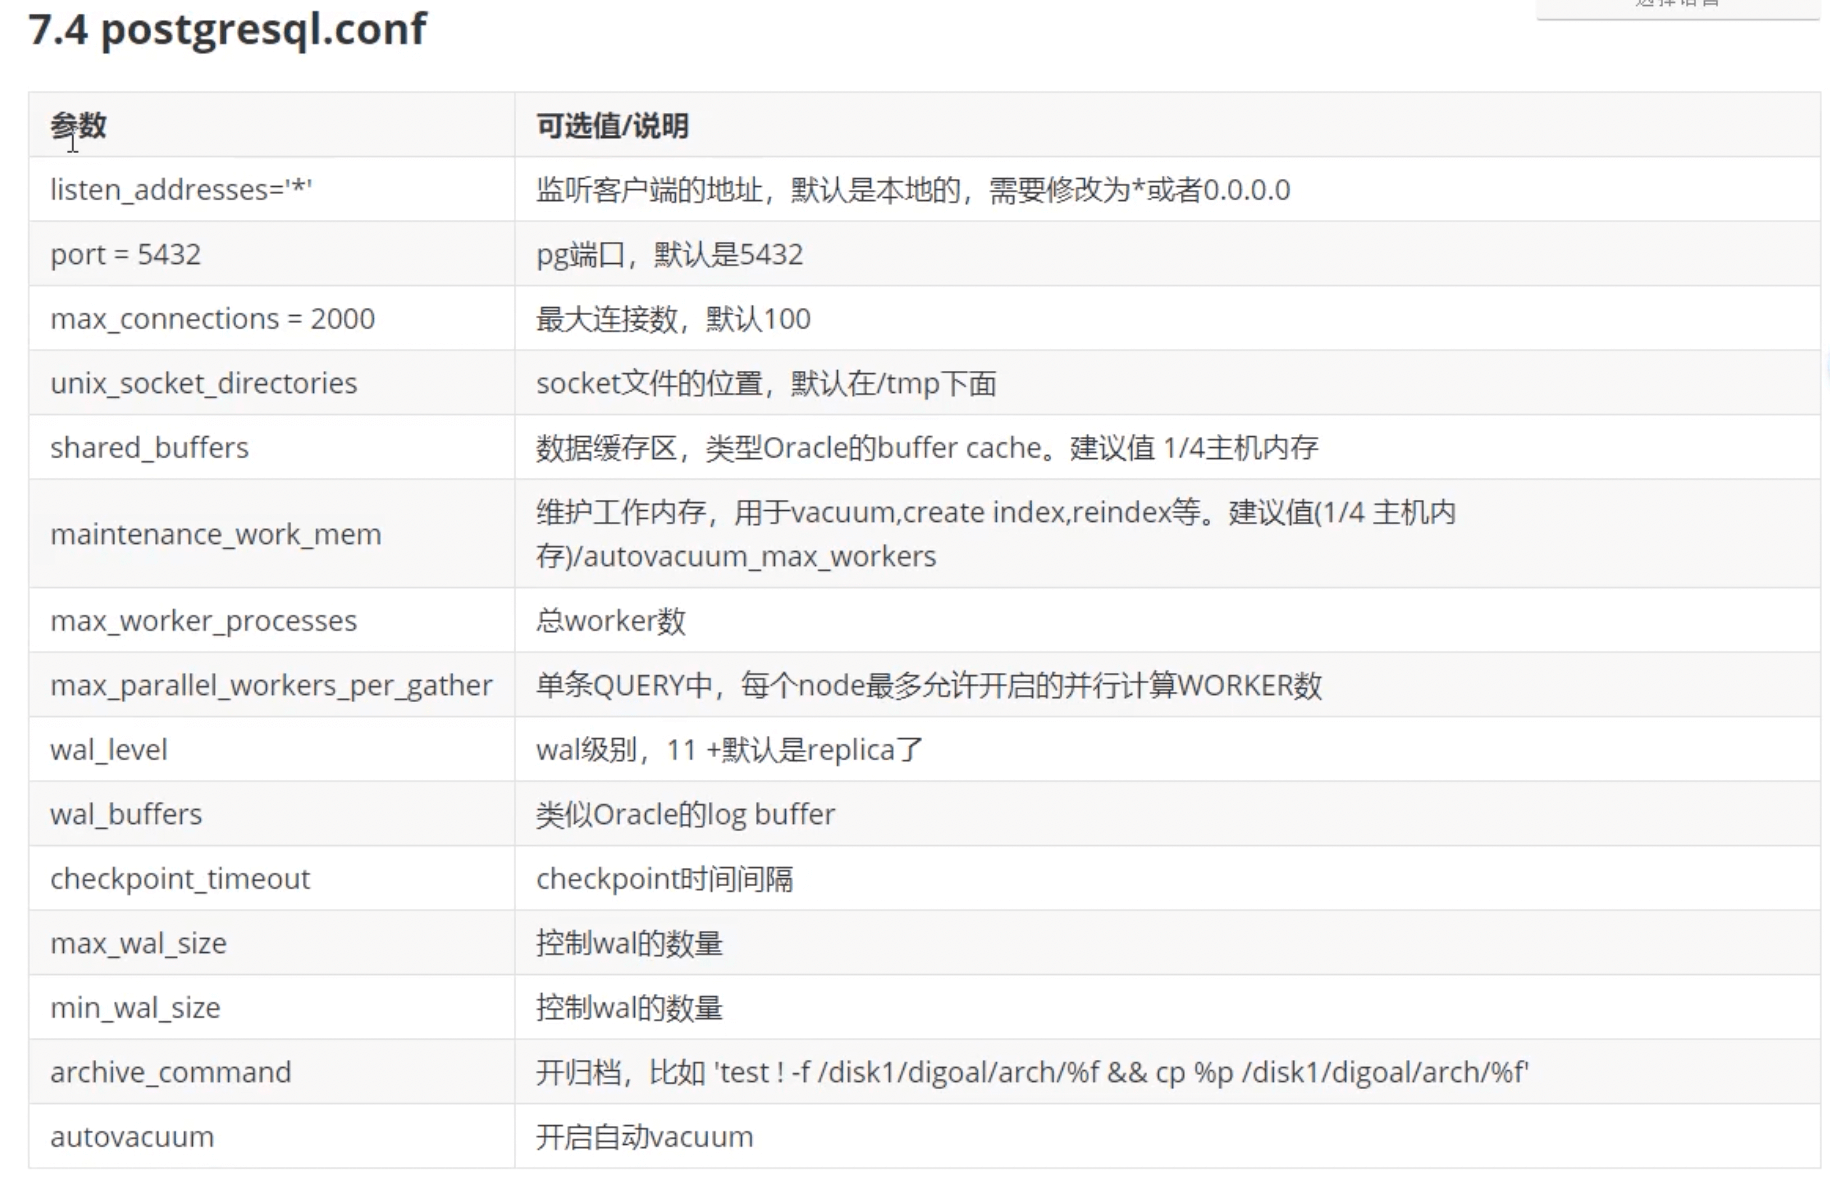 选择语言
7.4 postgresql.conf
参数 可选值/说明
listen_addresses='*' 监听客户端的地址，默认是本地的，需要修改为*或者0.0.0.0
port = 5432 pg端口，默认是5432
max_connections = 2000 最大连接数，默认100
unix_socket_directories socket文件的位置，默认在/tmp下面
shared_buffers 数据缓存区，类型Oracle的buffer cache。建议值 1/4主机内存
maintenance_work_mem 维护工作内存，用于vacuum,create index,reindex等。建议值(1/4 主机内
存)/autovacuum_max_workers
max_worker_processes 总worker数
max_parallel_workers_per_gather 单条QUERY中，每个node最多允许开启的并行计算WORKER数
wal_level wal级别，11 +默认是replica了
wal_buffers 类似Oracle的log buffer
checkpoint_timeout checkpoint时间间隔
max_wal_size 控制wal的数量
min_wal_size 控制wal的数量
archive_command 开归档，比如 'test ! -f /disk1/digoal/arch/%f && cp %p /disk1/digoal/arch/%f'
autovacuum 开启自动vacuum